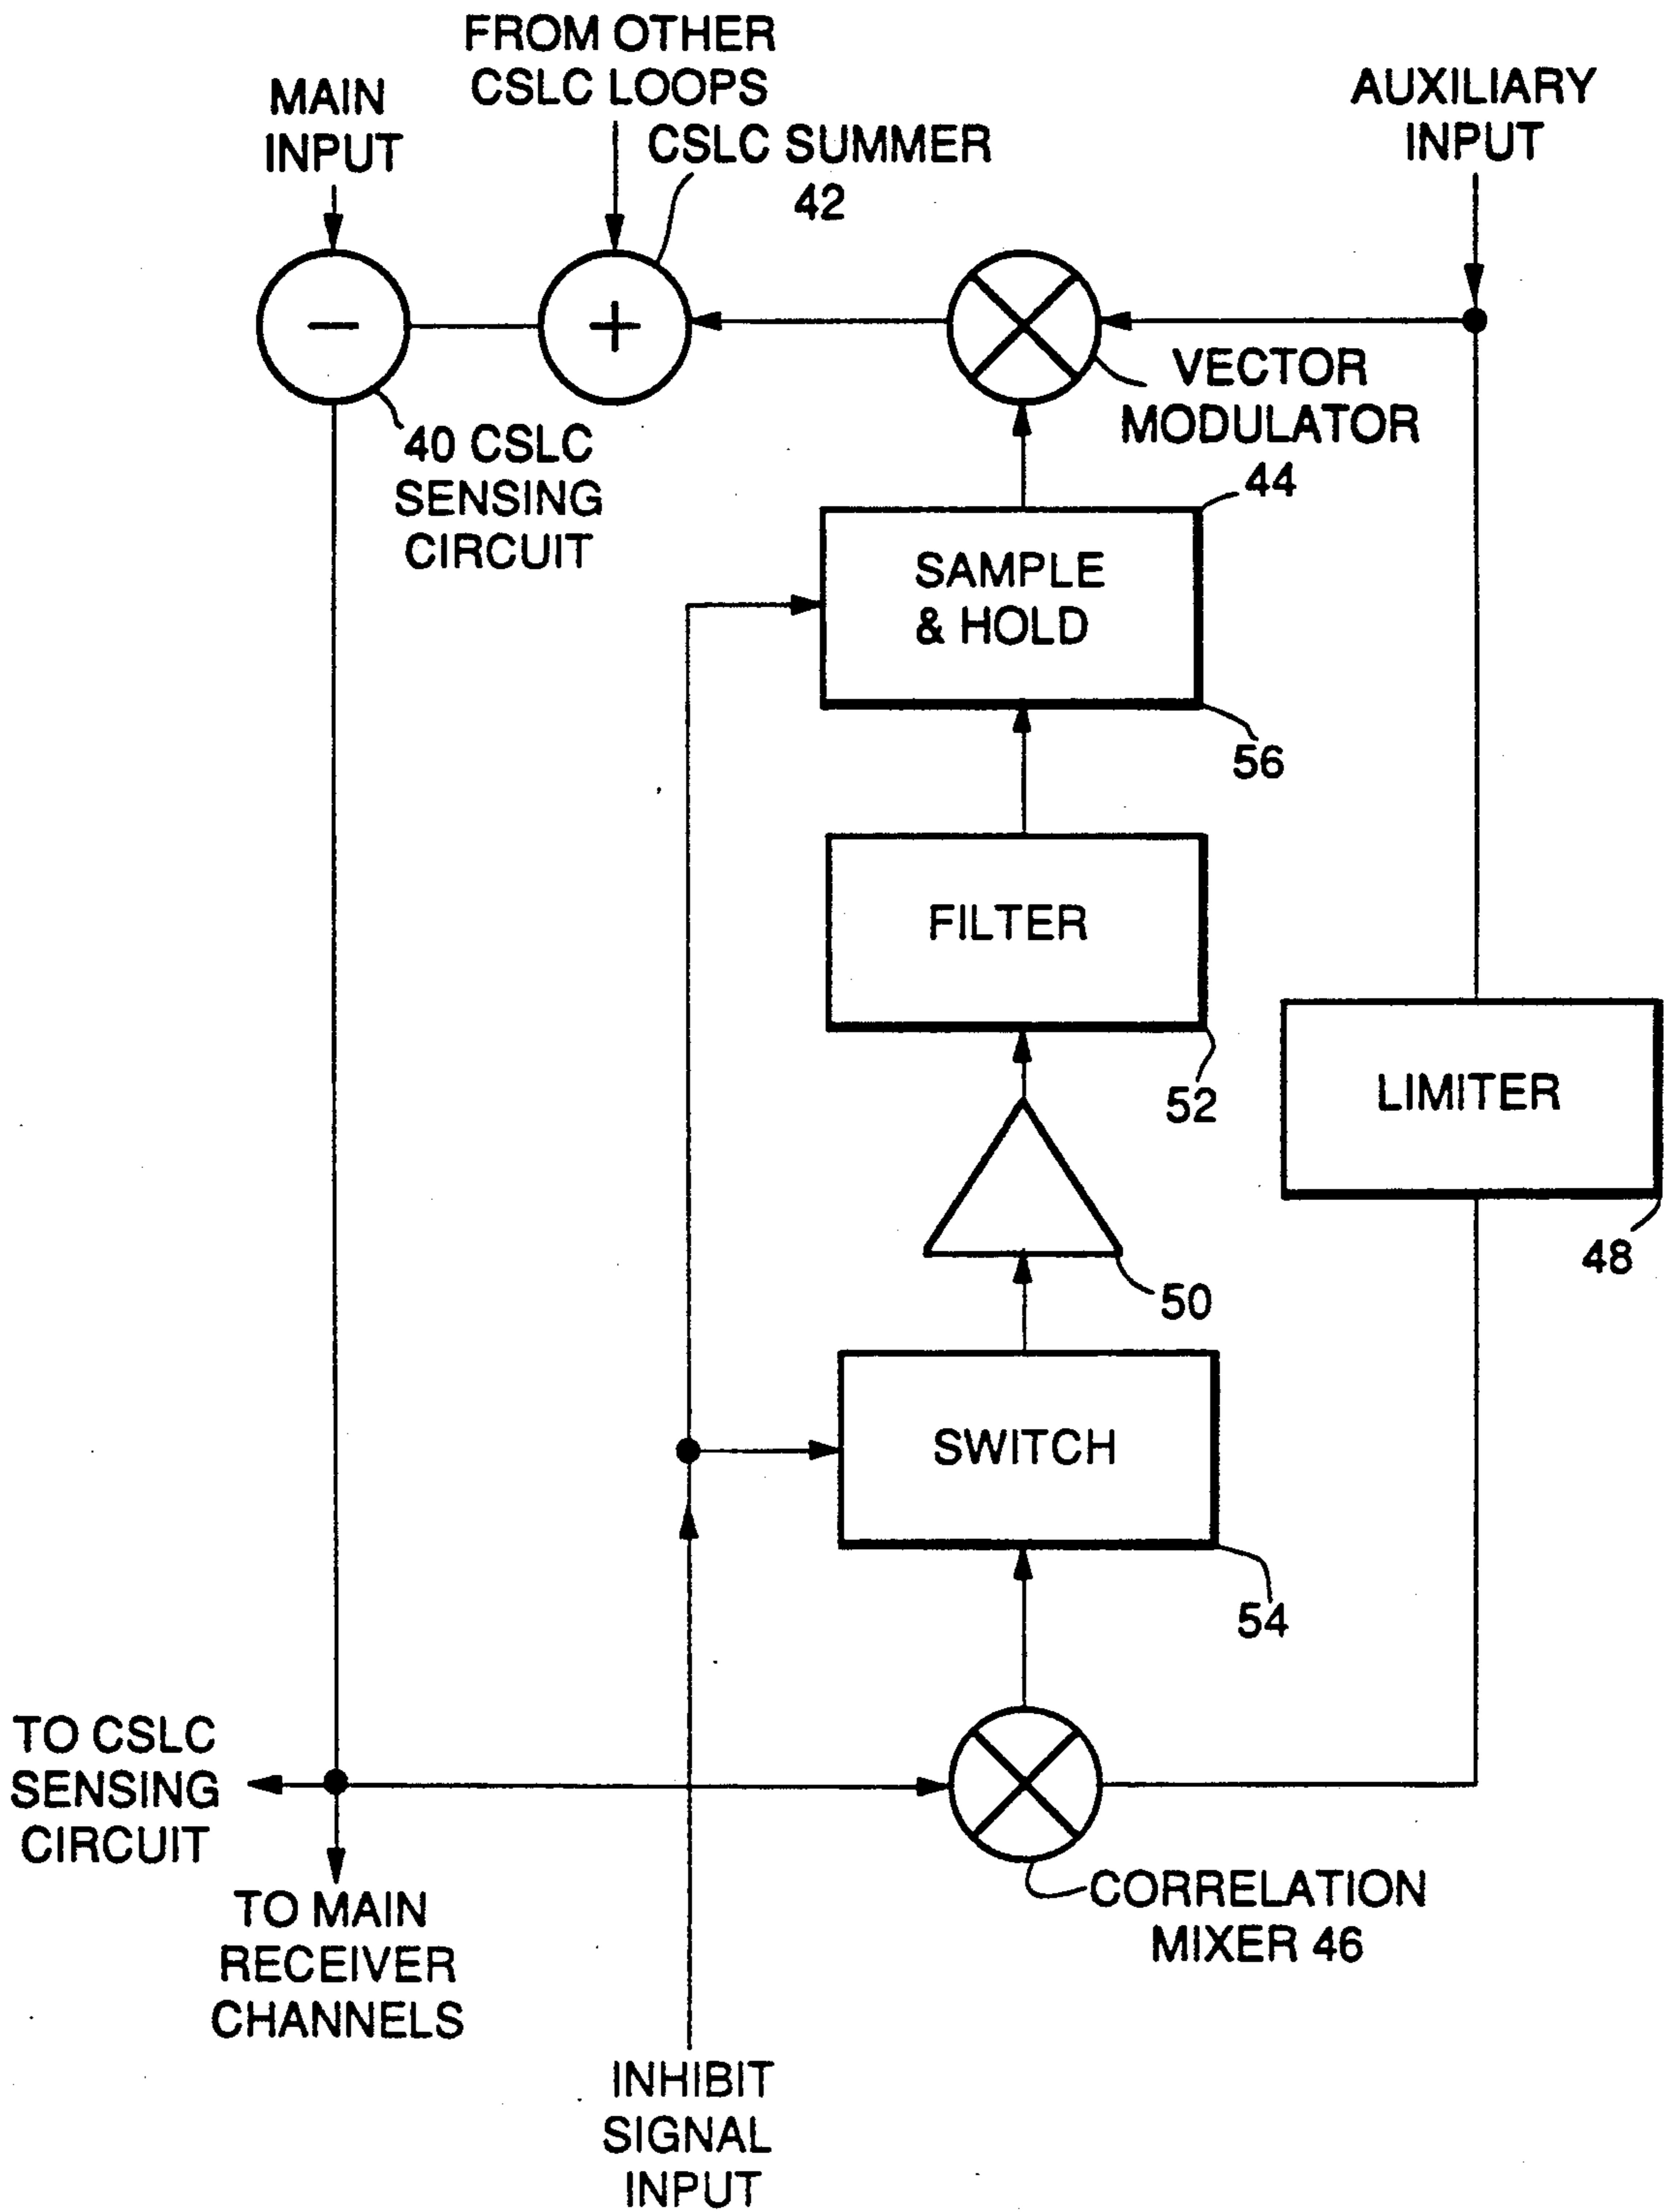 FROM OTHER
CSLC LOOPS
MAIN
INPUT
CSLC SUMMER
42
AUXILIARY
INPUT
−
+
40 CSLC
SENSING
CIRCUIT
VECTOR
MODULATOR
44
SAMPLE
& HOLD
56
FILTER
52
LIMITER
48
50
SWITCH
54
TO CSLC
SENSING
CIRCUIT
CORRELATION
MIXER 46
TO MAIN
RECEIVER
CHANNELS
INHIBIT
SIGNAL
INPUT